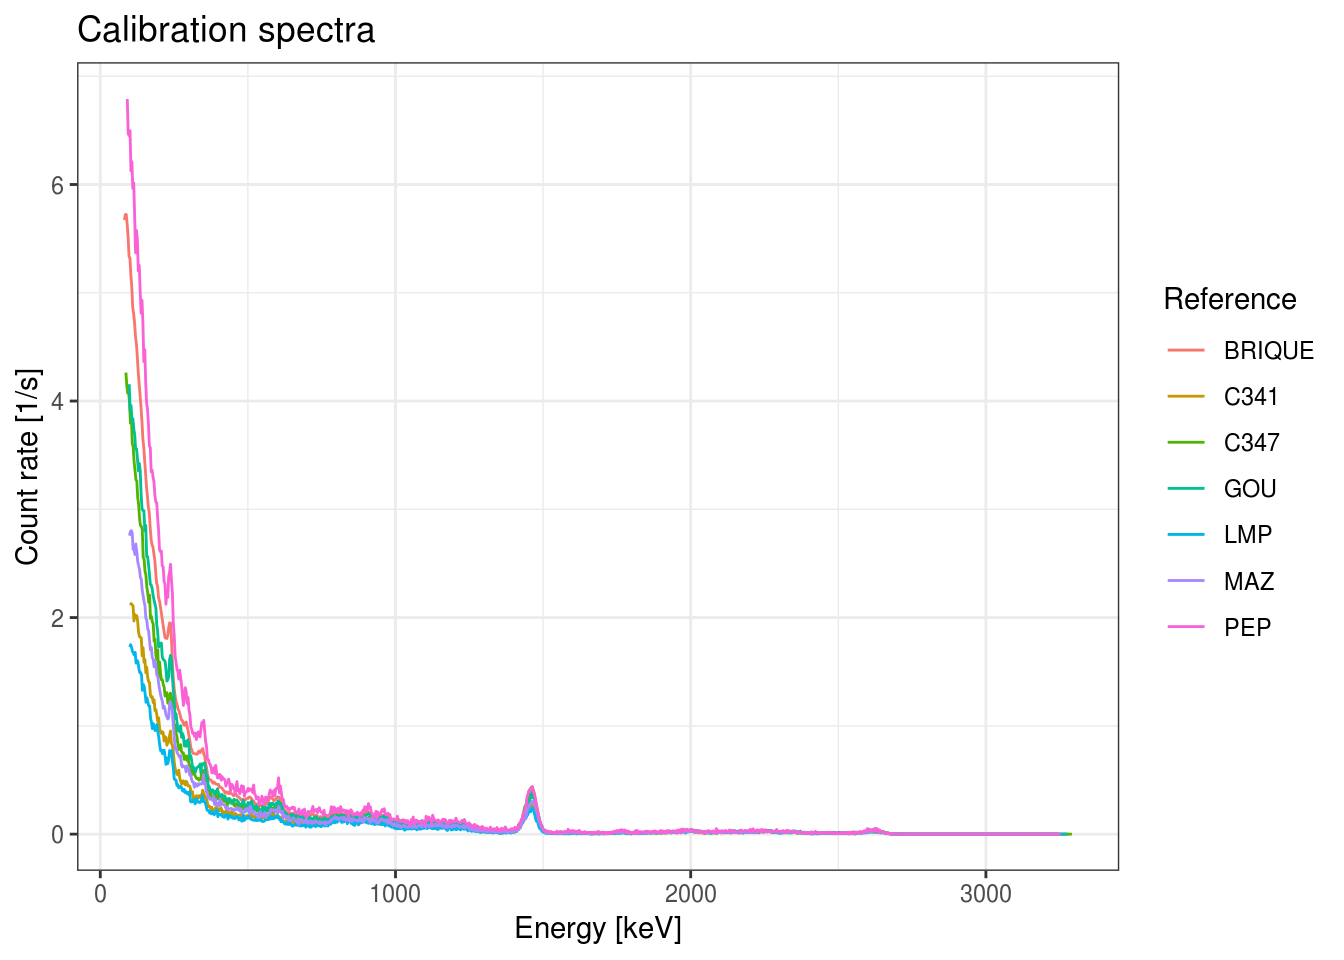 Calibration spectra
6
4
2
0
Count rate [1/s]
0 1000 2000 3000
Energy [keV]
Reference
BRIQUE
C341
C347
GOU
LMP
MAZ
PEP